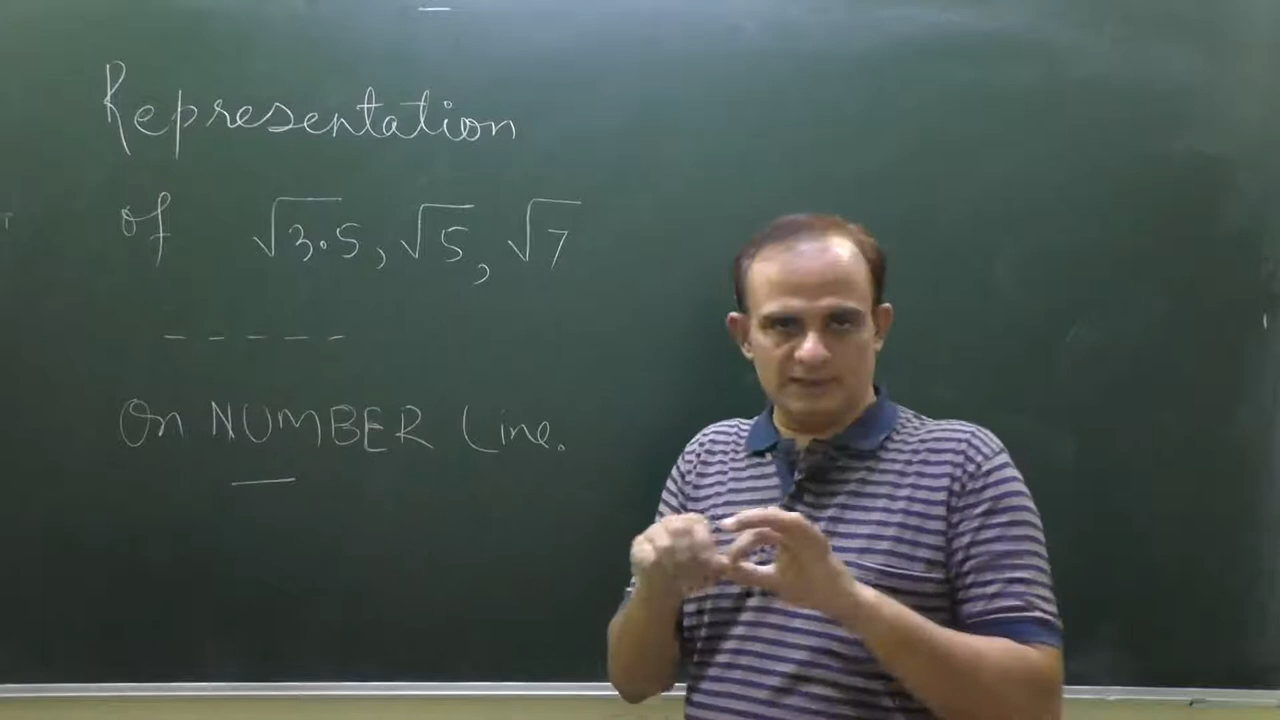 Representation
of √3.5, √5, √7
- - - - -
On NUMBER Line.